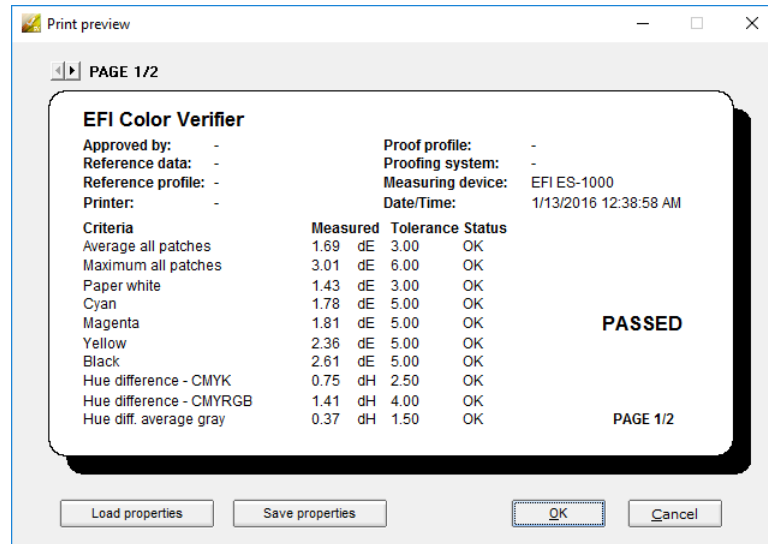 Print preview
PAGE 1/2
EFI Color Verifier
Approved by: - Proof profile: -
Reference data: - Proofing system: -
Reference profile: - Measuring device: EFI ES-1000
Printer: - Date/Time: 1/13/2016 12:38:58 AM
Criteria Measured Tolerance Status
Average all patches 1.69 dE 3.00 OK
Maximum all patches 3.01 dE 6.00 OK
Paper white 1.43 dE 3.00 OK
Cyan 1.78 dE 5.00 OK
Magenta 1.81 dE 5.00 OK PASSED
Yellow 2.36 dE 5.00 OK
Black 2.61 dE 5.00 OK
Hue difference - CMYK 0.75 dH 2.50 OK
Hue difference - CMYRGB 1.41 dH 4.00 OK
Hue diff. average gray 0.37 dH 1.50 OK PAGE 1/2
Load properties Save properties OK Cancel